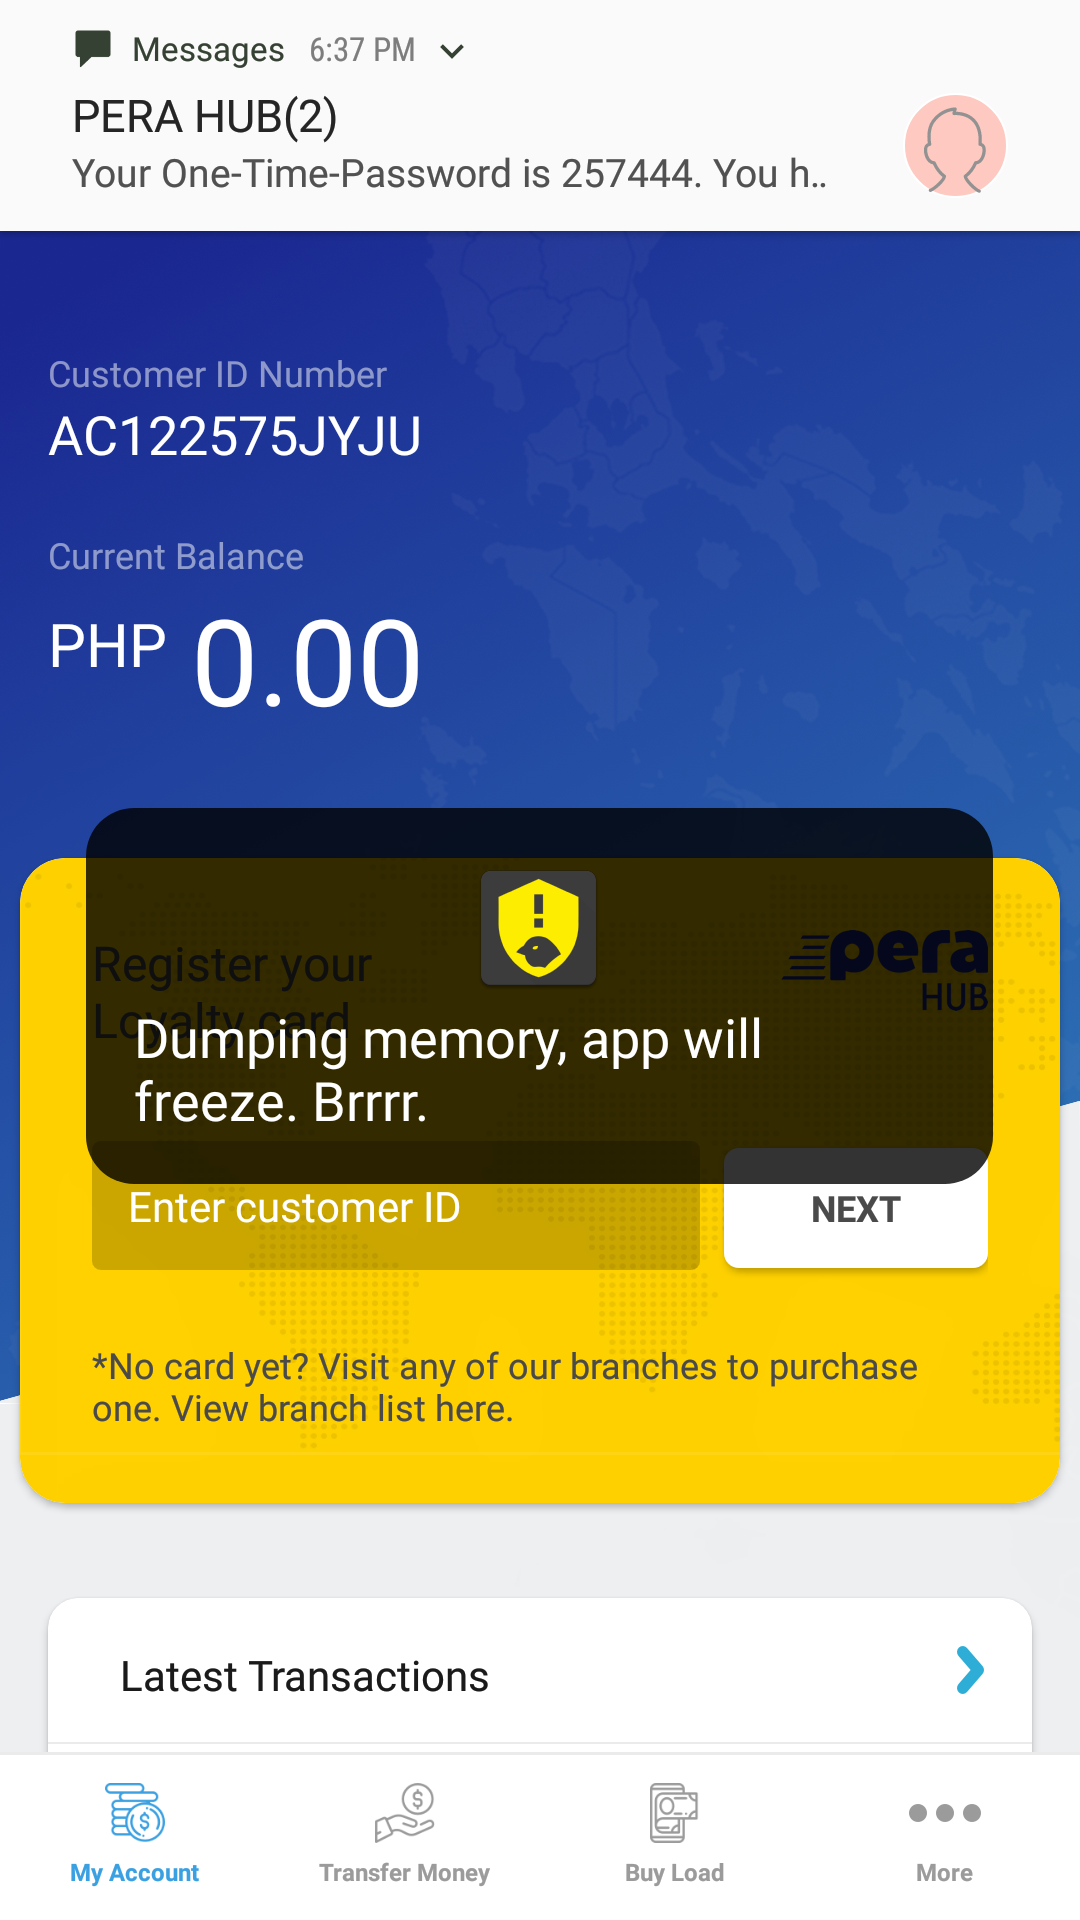 Messages 6:37 PM
PERA HUB(2)
Your One-Time-Password is 257444. You h..
Customer ID Number
AC122575JYJU
Current Balance
PHP 0.00
Register your
Loyalty card
pera
HUB
Dumping memory, app will
freeze. Brrrr.
Enter customer ID
NEXT
*No card yet? Visit any of our branches to purchase
one. View branch list here.
Latest Transactions
My Account
Transfer Money
Buy Load
More